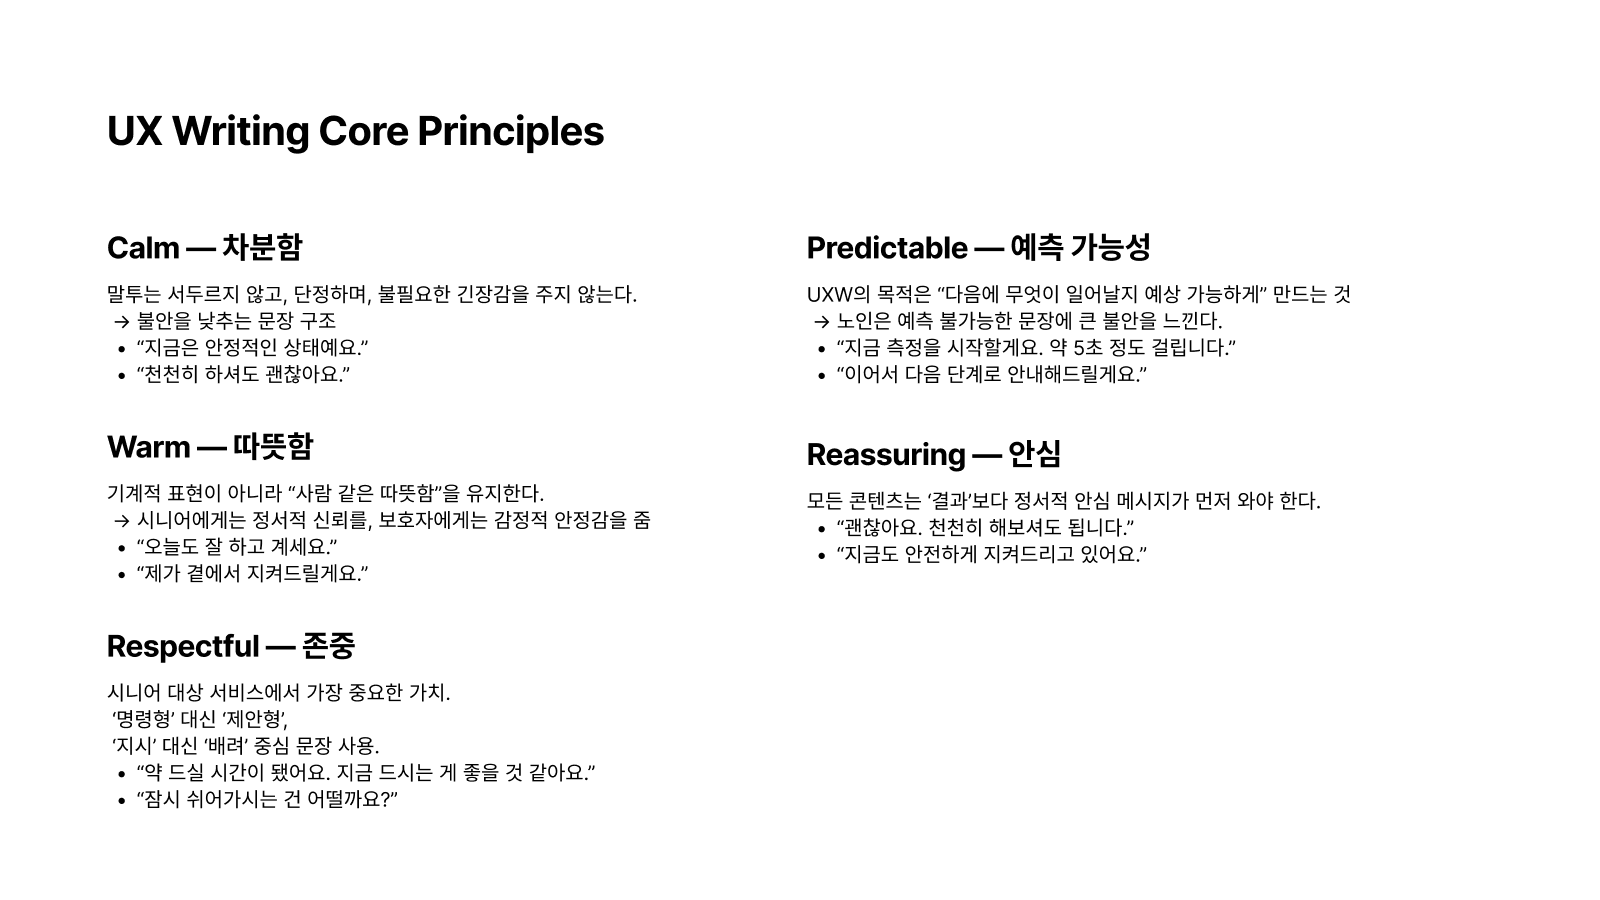 UX Writing Core Principles
Calm — 차분함
말투는 서두르지 않고, 단정하며, 불필요한 긴장감을 주지 않는다.
→ 불안을 낮추는 문장 구조
• “지금은 안정적인 상태예요.”
• “천천히 하셔도 괜찮아요.”
Warm — 따뜻함
기계적 표현이 아니라 “사람 같은 따뜻함”을 유지한다.
→ 시니어에게는 정서적 신뢰를, 보호자에게는 감정적 안정감을 줌
• “오늘도 잘 하고 계세요.”
• “제가 곁에서 지켜드릴게요.”
Respectful — 존중
시니어 대상 서비스에서 가장 중요한 가치.
‘명령형’ 대신 ‘제안형’,
‘지시’ 대신 ‘배려’ 중심 문장 사용.
• “약 드실 시간이 됐어요. 지금 드시는 게 좋을 것 같아요.”
• “잠시 쉬어가시는 건 어떨까요?”
Predictable — 예측 가능성
UXW의 목적은 “다음에 무엇이 일어날지 예상 가능하게” 만드는 것
→ 노인은 예측 불가능한 문장에 큰 불안을 느낀다.
• “지금 측정을 시작할게요. 약 5초 정도 걸립니다.”
• “이어서 다음 단계로 안내해드릴게요.”
Reassuring — 안심
모든 콘텐츠는 ‘결과’보다 정서적 안심 메시지가 먼저 와야 한다.
• “괜찮아요. 천천히 해보셔도 됩니다.”
• “지금도 안전하게 지켜드리고 있어요.”